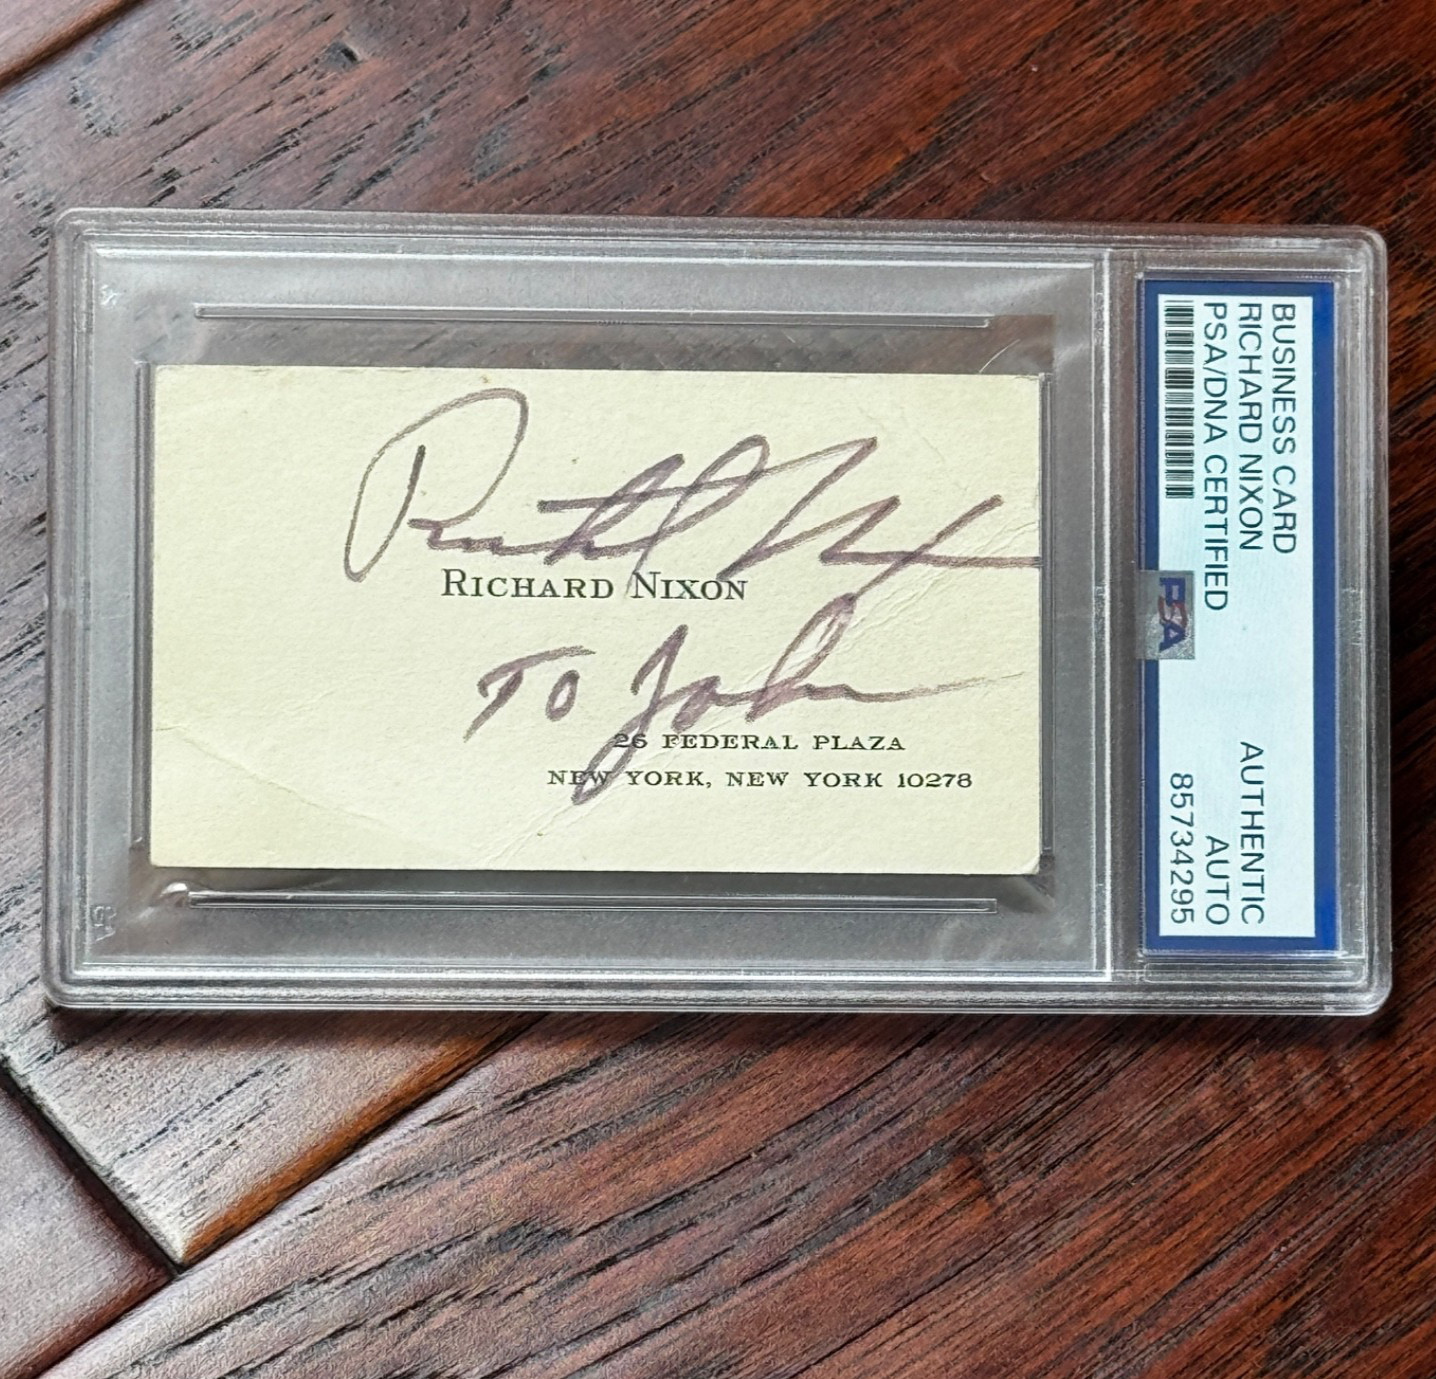 Richard Nixon
RICHARD NIXON
To John
26 FEDERAL PLAZA
NEW YORK, NEW YORK 10278
BUSINESS CARD
RICHARD NIXON
PSA/DNA CERTIFIED
AUTHENTIC
AUTO
85734295
PSA